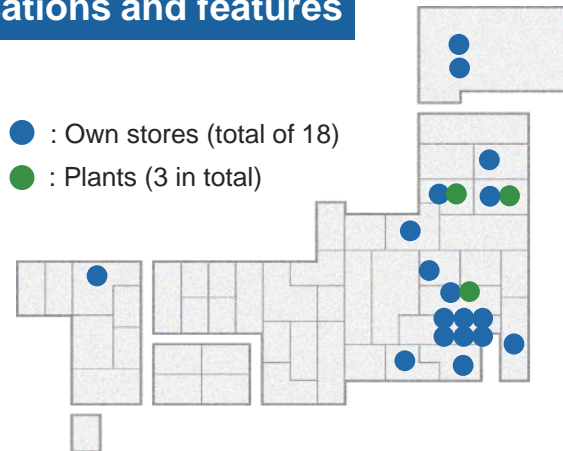 ations and features
: Own stores (total of 18)
: Plants (3 in total)